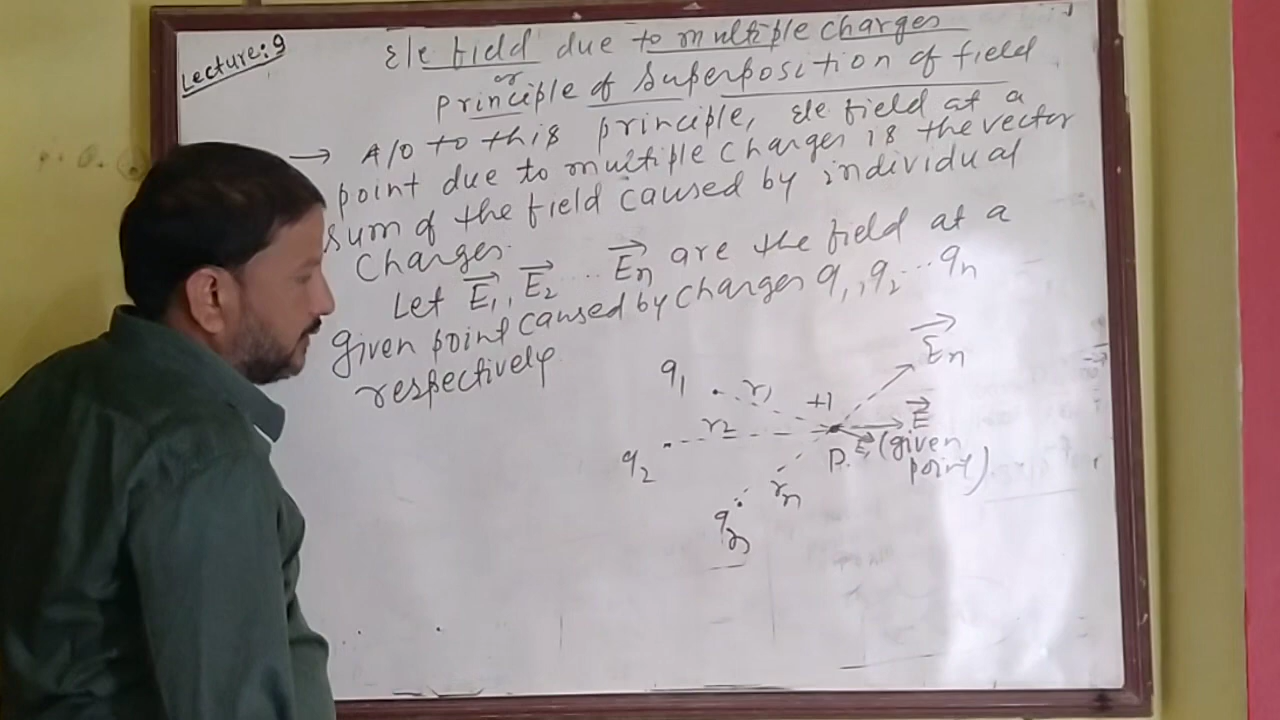 Lecture: 9
Ele field due to multiple charges
or
principle of superposition of field
→ A/O to this principle, ele field at a
point due to multiple charges is the vector
sum of the field caused by individual
charges.
Let E⃗1, E⃗2 ... E⃗n are the field at a
given point caused by charges q1, q2 ... qn
respectively.
E⃗n
q1 r1 +1
r2 E⃗
q2 P. E⃗1 (given
point)
rn
qn